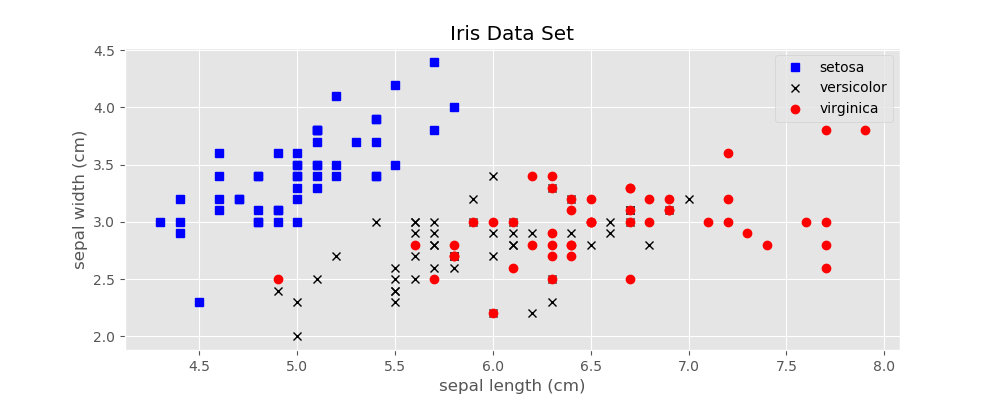 Iris Data Set
setosa
versicolor
virginica
sepal width (cm)
4.5
4.0
3.5
3.0
2.5
2.0
4.5 5.0 5.5 6.0 6.5 7.0 7.5 8.0
sepal length (cm)